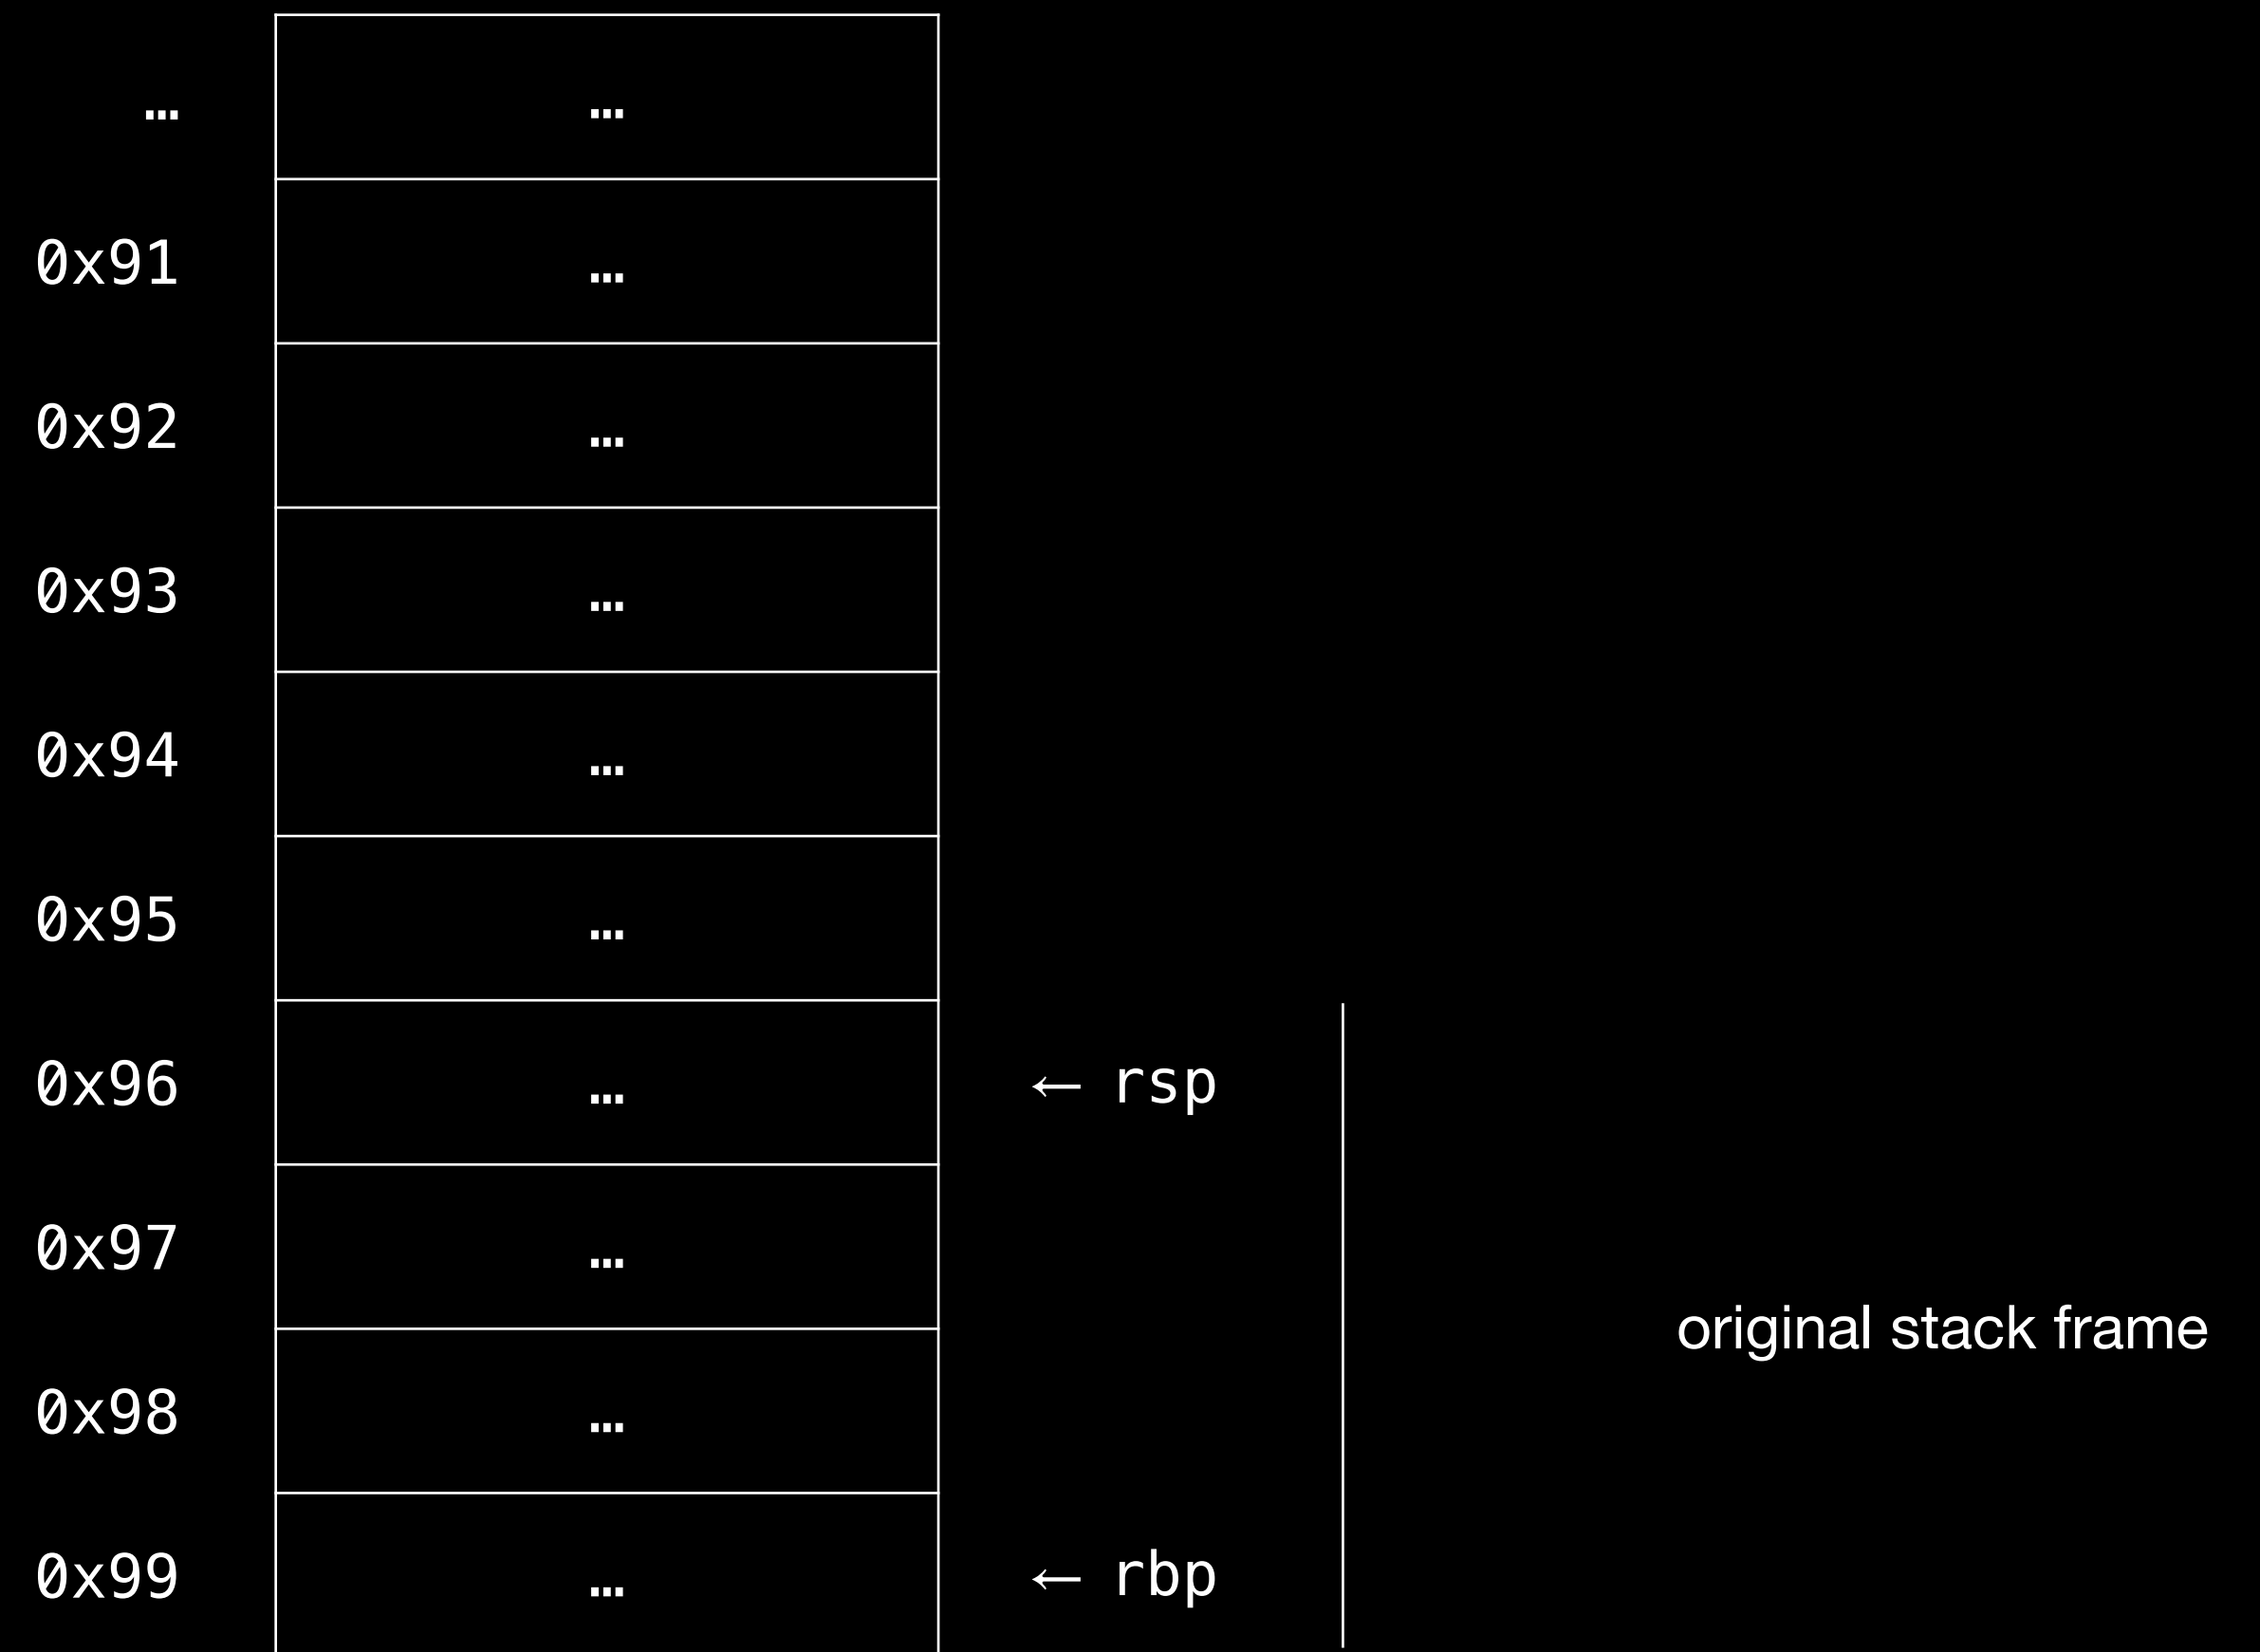 … …
0x91 …
0x92 …
0x93 …
0x94 …
0x95 …
0x96 … ← rsp
0x97 …
original stack frame
0x98 …
0x99 … ← rbp